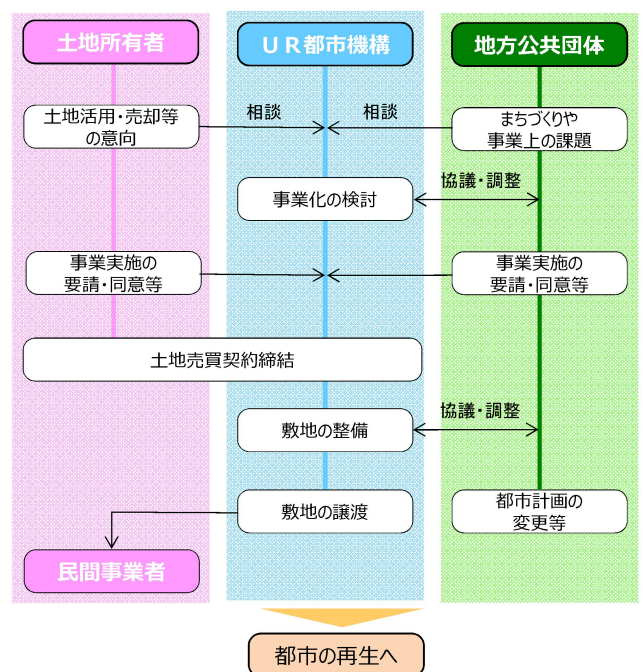 土地所有者
UR都市機構
地方公共団体
土地活用・売却等
の意向
相談
相談
まちづくりや
事業上の課題
事業化の検討
協議・調整
事業実施の
要請・同意等
事業実施の
要請・同意等
土地売買契約締結
敷地の整備
協議・調整
敷地の譲渡
都市計画の
変更等
民間事業者
都市の再生へ